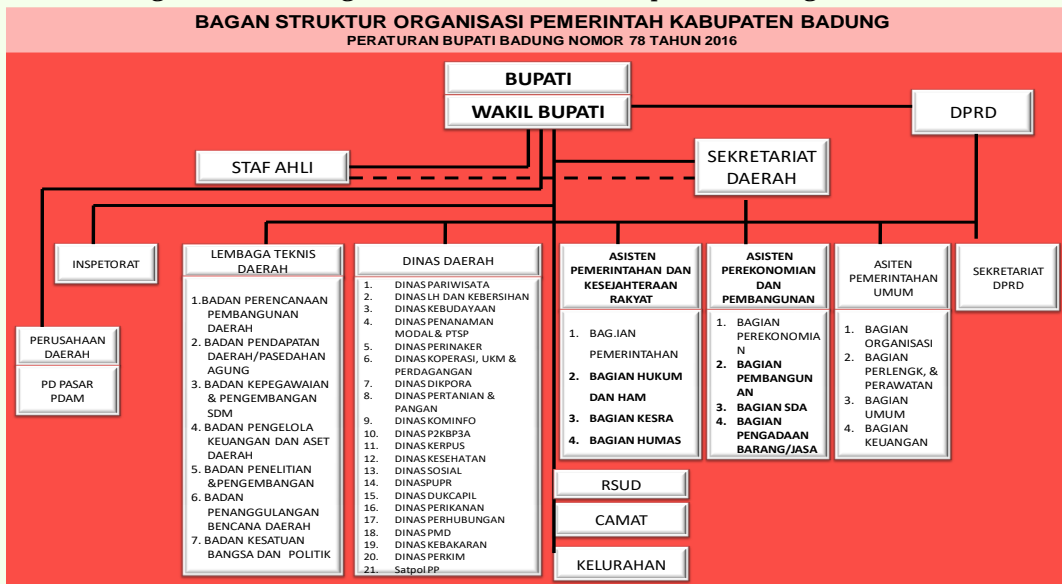 BAGAN STRUKTUR ORGANISASI PEMERINTAH KABUPATEN BADUNG
PERATURAN BUPATI BADUNG NOMOR 78 TAHUN 2016
BUPATI
WAKIL BUPATI
DPRD
STAF AHLI
SEKRETARIAT
DAERAH
INSPETORAT
PERUSAHAAN
DAERAH
PD PASAR
PDAM
LEMBAGA TEKNIS
DAERAH
1.BADAN PERENCANAAN
PEMBANGUNAN
DAERAH
2. BADAN PENDAPATAN
DAERAH/PASEDAHAN
AGUNG
3. BADAN KEPEGAWAIAN
& PENGEMBANGAN
SDM
4. BADAN PENGELOLA
KEUANGAN DAN ASET
DAERAH
5. BADAN PENELITIAN
&PENGEMBANGAN
6. BADAN
PENANGGULANGAN
BENCANA DAERAH
7. BADAN KESATUAN
BANGSA DAN POLITIK
DINAS DAERAH
1. DINAS PARIWISATA
2. DINAS LH DAN KEBERSIHAN
3. DINAS KEBUDAYAAN
4. DINAS PENANAMAN
MODAL & PTSP
5. DINAS PERINAKER
6. DINAS KOPERASI, UKM &
PERDAGANGAN
7. DINAS DIKPORA
8. DINAS PERTANIAN &
PANGAN
9. DINAS KOMINFO
10. DINAS P2KBP3A
11. DINAS KERPUS
12. DINAS KESEHATAN
13. DINAS SOSIAL
14. DINASPUPR
15. DINAS DUKCAPIL
16. DINAS PERIKANAN
17. DINAS PERHUBUNGAN
18. DINAS PMD
19. DINAS KEBAKARAN
20. DINAS PERKIM
21. Satpol PP
ASISTEN
PEMERINTAHAN DAN
KESEJAHTERAAN
RAKYAT
1. BAG.IAN
PEMERINTAHAN
2. BAGIAN HUKUM
DAN HAM
3. BAGIAN KESRA
4. BAGIAN HUMAS
ASISTEN
PEREKONOMIAN
DAN
PEMBANGUNAN
1. BAGIAN
PEREKONOMIA
N
2. BAGIAN
PEMBANGUN
AN
3. BAGIAN SDA
4. BAGIAN
PENGADAAN
BARANG/JASA
ASITEN
PEMERINTAHAN
UMUM
1. BAGIAN
ORGANISASI
2. BAGIAN
PERLENGK, &
PERAWATAN
3. BAGIAN
UMUM
4. BAGIAN
KEUANGAN
SEKRETARIAT
DPRD
RSUD
CAMAT
KELURAHAN